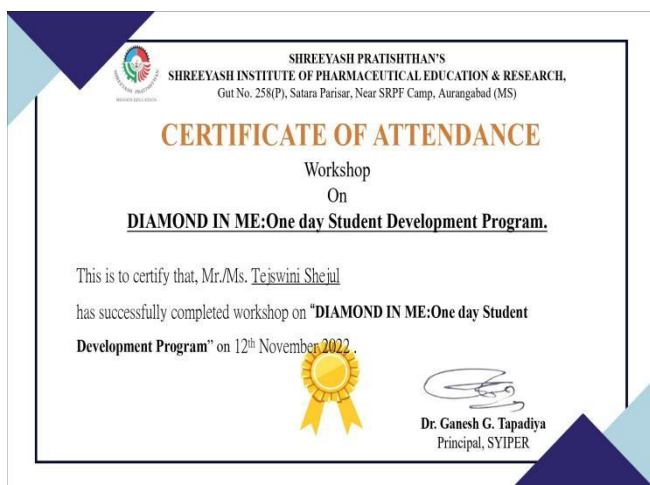 SHREEYASH PRATISHTHAN'S
SHREEYASH INSTITUTE OF PHARMACEUTICAL EDUCATION & RESEARCH,
Gut No. 258(P), Satara Parisar, Near SRPF Camp, Aurangabad (MS)
CERTIFICATE OF ATTENDANCE
Workshop
On
DIAMOND IN ME:One day Student Development Program.
This is to certify that, Mr./Ms. Tejswini Shejul
has successfully completed workshop on "DIAMOND IN ME:One day Student
Development Program" on 12th November 2022 .
Dr. Ganesh G. Tapadiya
Principal, SYIPER